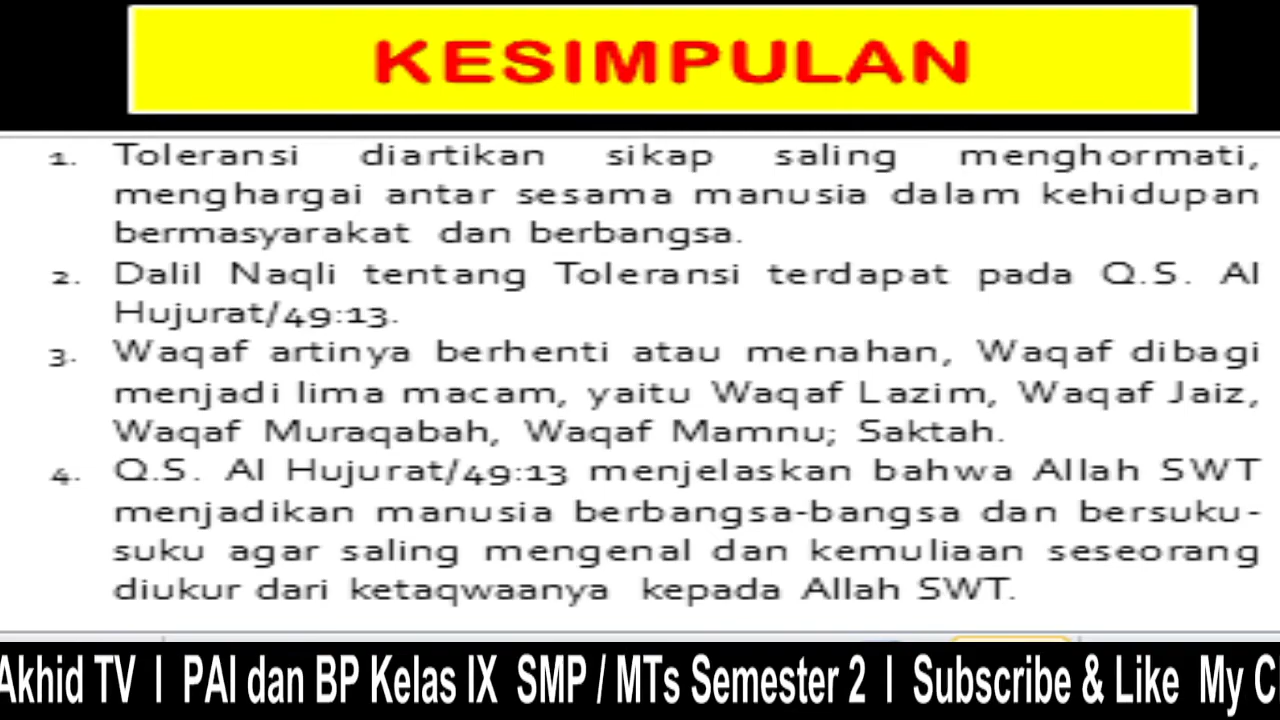 KESIMPULAN
1. Toleransi diartikan sikap saling menghormati,
menghargai antar sesama manusia dalam kehidupan
bermasyarakat dan berbangsa.
2. Dalil Naqli tentang Toleransi terdapat pada Q.S. Al
Hujurat/49:13.
3. Waqaf artinya berhenti atau menahan, Waqaf dibagi
menjadi lima macam, yaitu Waqaf Lazim, Waqaf Jaiz,
Waqaf Muraqabah, Waqaf Mamnu; Saktah.
4. Q.S. Al Hujurat/49:13 menjelaskan bahwa Allah SWT
menjadikan manusia berbangsa-bangsa dan bersuku-
suku agar saling mengenal dan kemuliaan seseorang
diukur dari ketaqwaanya kepada Allah SWT.
Akhid TV I PAI dan BP Kelas IX SMP / MTs Semester 2 I Subscribe & Like My C